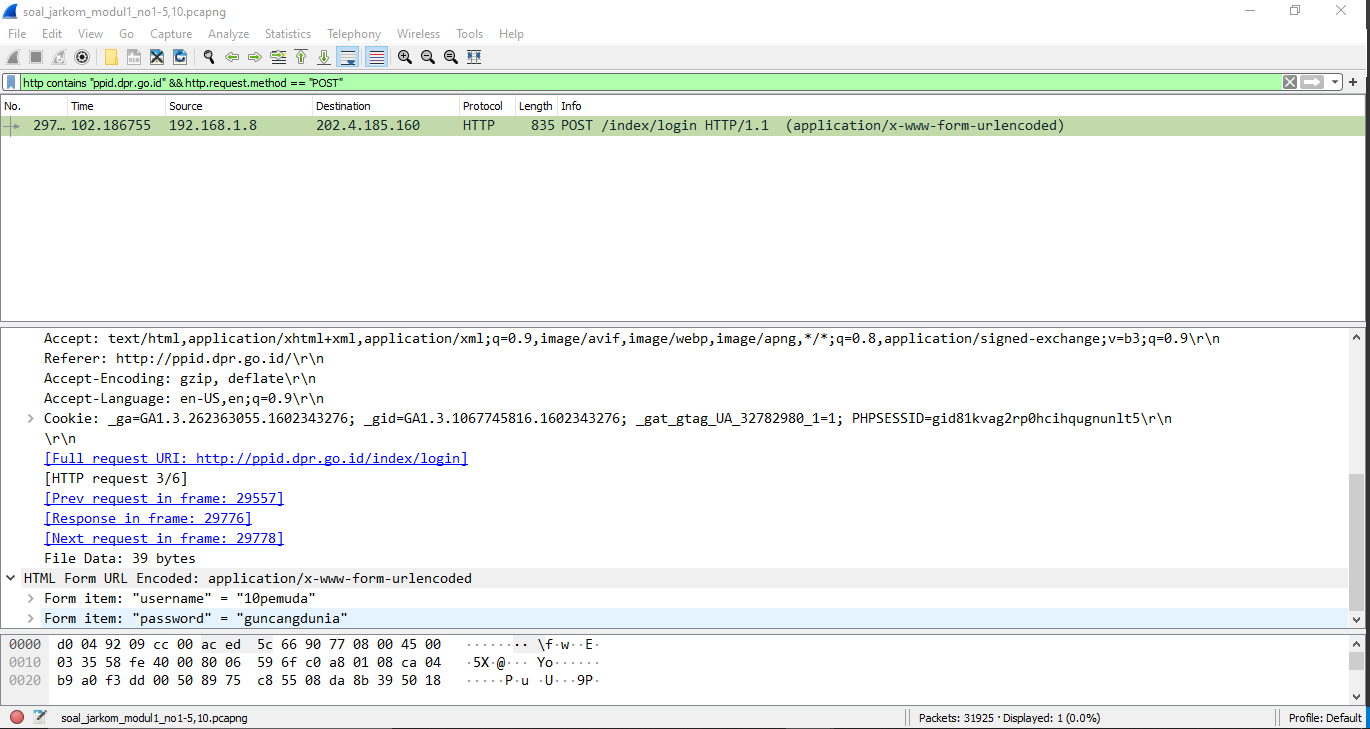 soal_jarkom_modul1_no1-5,10.pcapng
File Edit View Go Capture Analyze Statistics Telephony Wireless Tools Help
http contains "ppid.dpr.go.id" && http.request.method == "POST"
No. Time Source Destination Protocol Length Info
297… 102.186755 192.168.1.8 202.4.185.160 HTTP 835 POST /index/login HTTP/1.1 (application/x-www-form-urlencoded)
Accept: text/html,application/xhtml+xml,application/xml;q=0.9,image/avif,image/webp,image/apng,*/*;q=0.8,application/signed-exchange;v=b3;q=0.9\r\n
Referer: http://ppid.dpr.go.id/\r\n
Accept-Encoding: gzip, deflate\r\n
Accept-Language: en-US,en;q=0.9\r\n
Cookie: _ga=GA1.3.262363055.1602343276; _gid=GA1.3.1067745816.1602343276; _gat_gtag_UA_32782980_1=1; PHPSESSID=gid81kvag2rp0hcihqugnunlt5\r\n
\r\n
[Full request URI: http://ppid.dpr.go.id/index/login]
[HTTP request 3/6]
[Prev request in frame: 29557]
[Response in frame: 29776]
[Next request in frame: 29778]
File Data: 39 bytes
HTML Form URL Encoded: application/x-www-form-urlencoded
Form item: "username" = "10pemuda"
Form item: "password" = "guncangdunia"
0000 d0 04 92 09 cc 00 ac ed 5c 66 90 77 08 00 45 00 ········ \f·w··E·
0010 03 35 58 fe 40 00 80 06 59 6f c0 a8 01 08 ca 04 ·5X·@··· Yo······
0020 b9 a0 f3 dd 00 50 89 75 c8 55 08 da 8b 39 50 18 ·····P·u ·U···9P·
soal_jarkom_modul1_no1-5,10.pcapng Packets: 31925 · Displayed: 1 (0.0%) Profile: Default